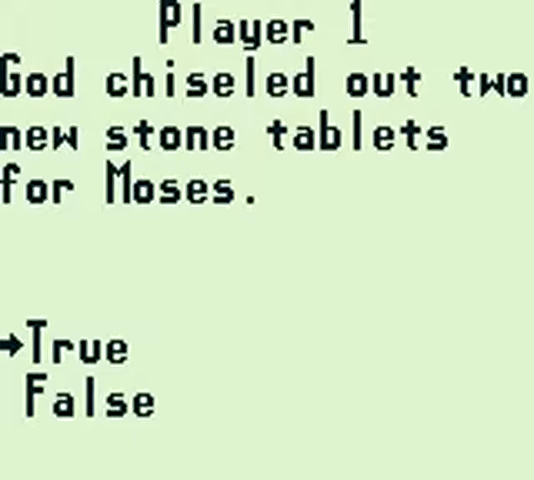 Player 1
God chiseled out two
new stone tablets
for Moses.
→True
False